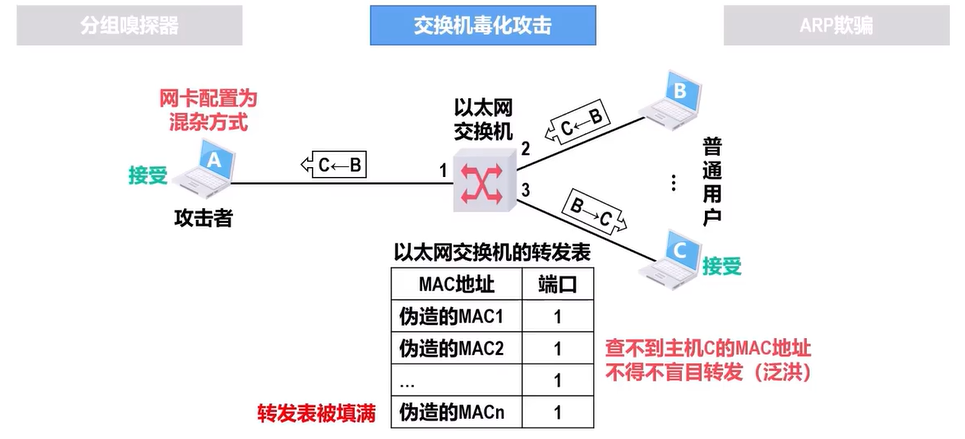 分组嗅探器
交换机毒化攻击
ARP欺骗
网卡配置为
混杂方式
A
接受
攻击者
C←B
1
以太网
交换机
2
3
C←B
B→C
B
...
普通用户
C
接受
以太网交换机的转发表
MAC地址 端口
伪造的MAC1 1
伪造的MAC2 1
... 1
伪造的MACn 1
转发表被填满
查不到主机C的MAC地址
不得不盲目转发（泛洪）